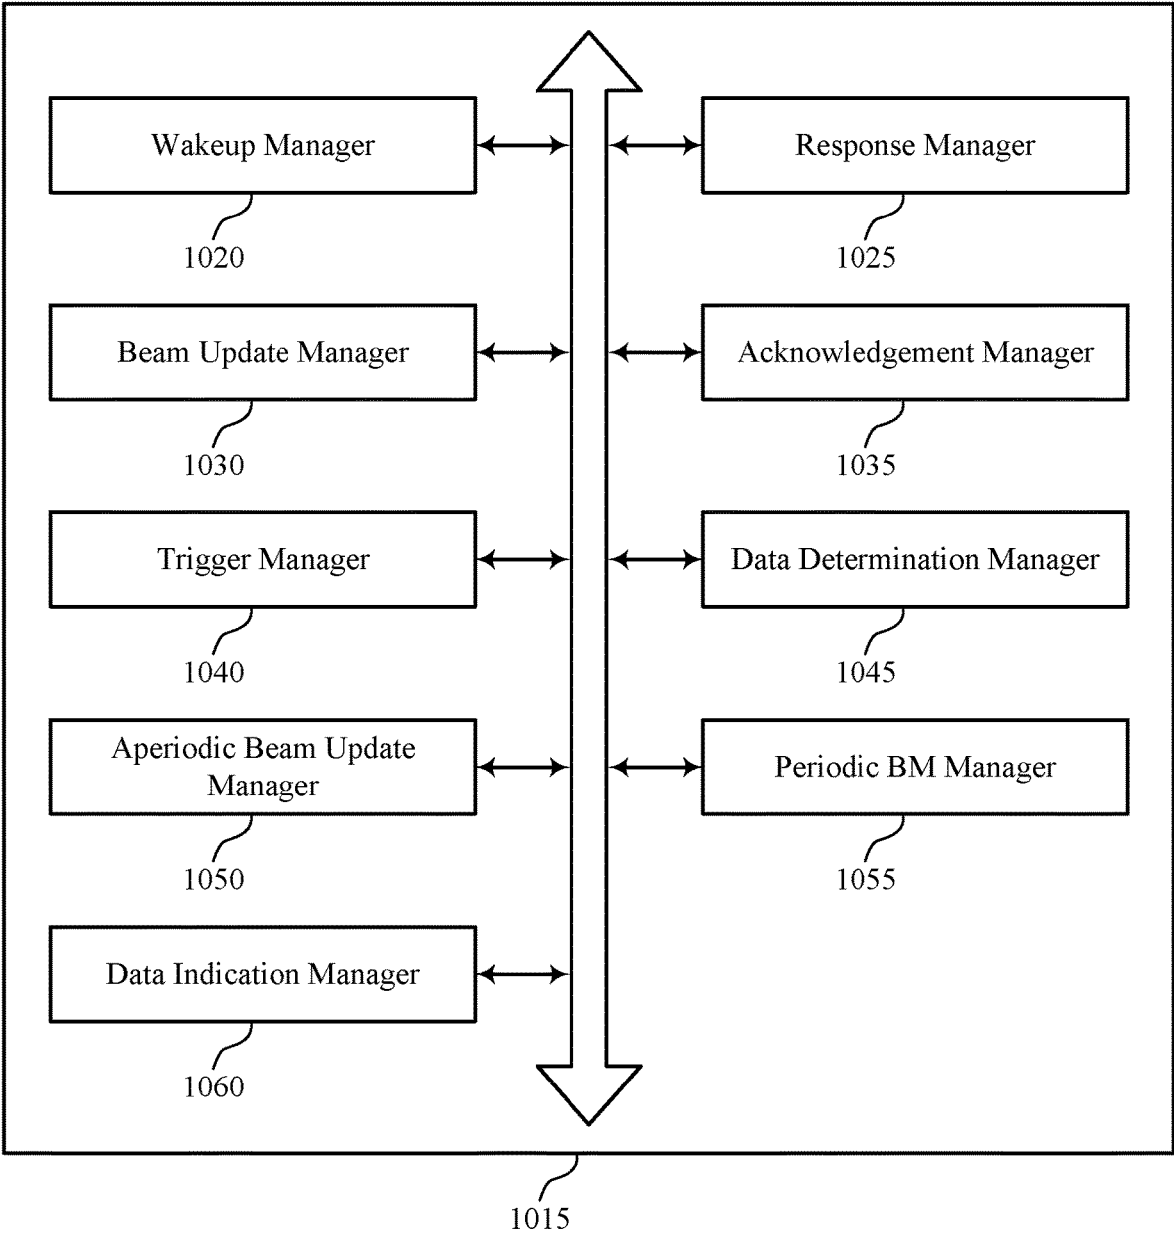 Wakeup Manager
Response Manager
1020
1025
Beam Update Manager
Acknowledgement Manager
1030
1035
Trigger Manager
Data Determination Manager
1040
1045
Aperiodic Beam Update
Manager
Periodic BM Manager
1050
1055
Data Indication Manager
1060
1015